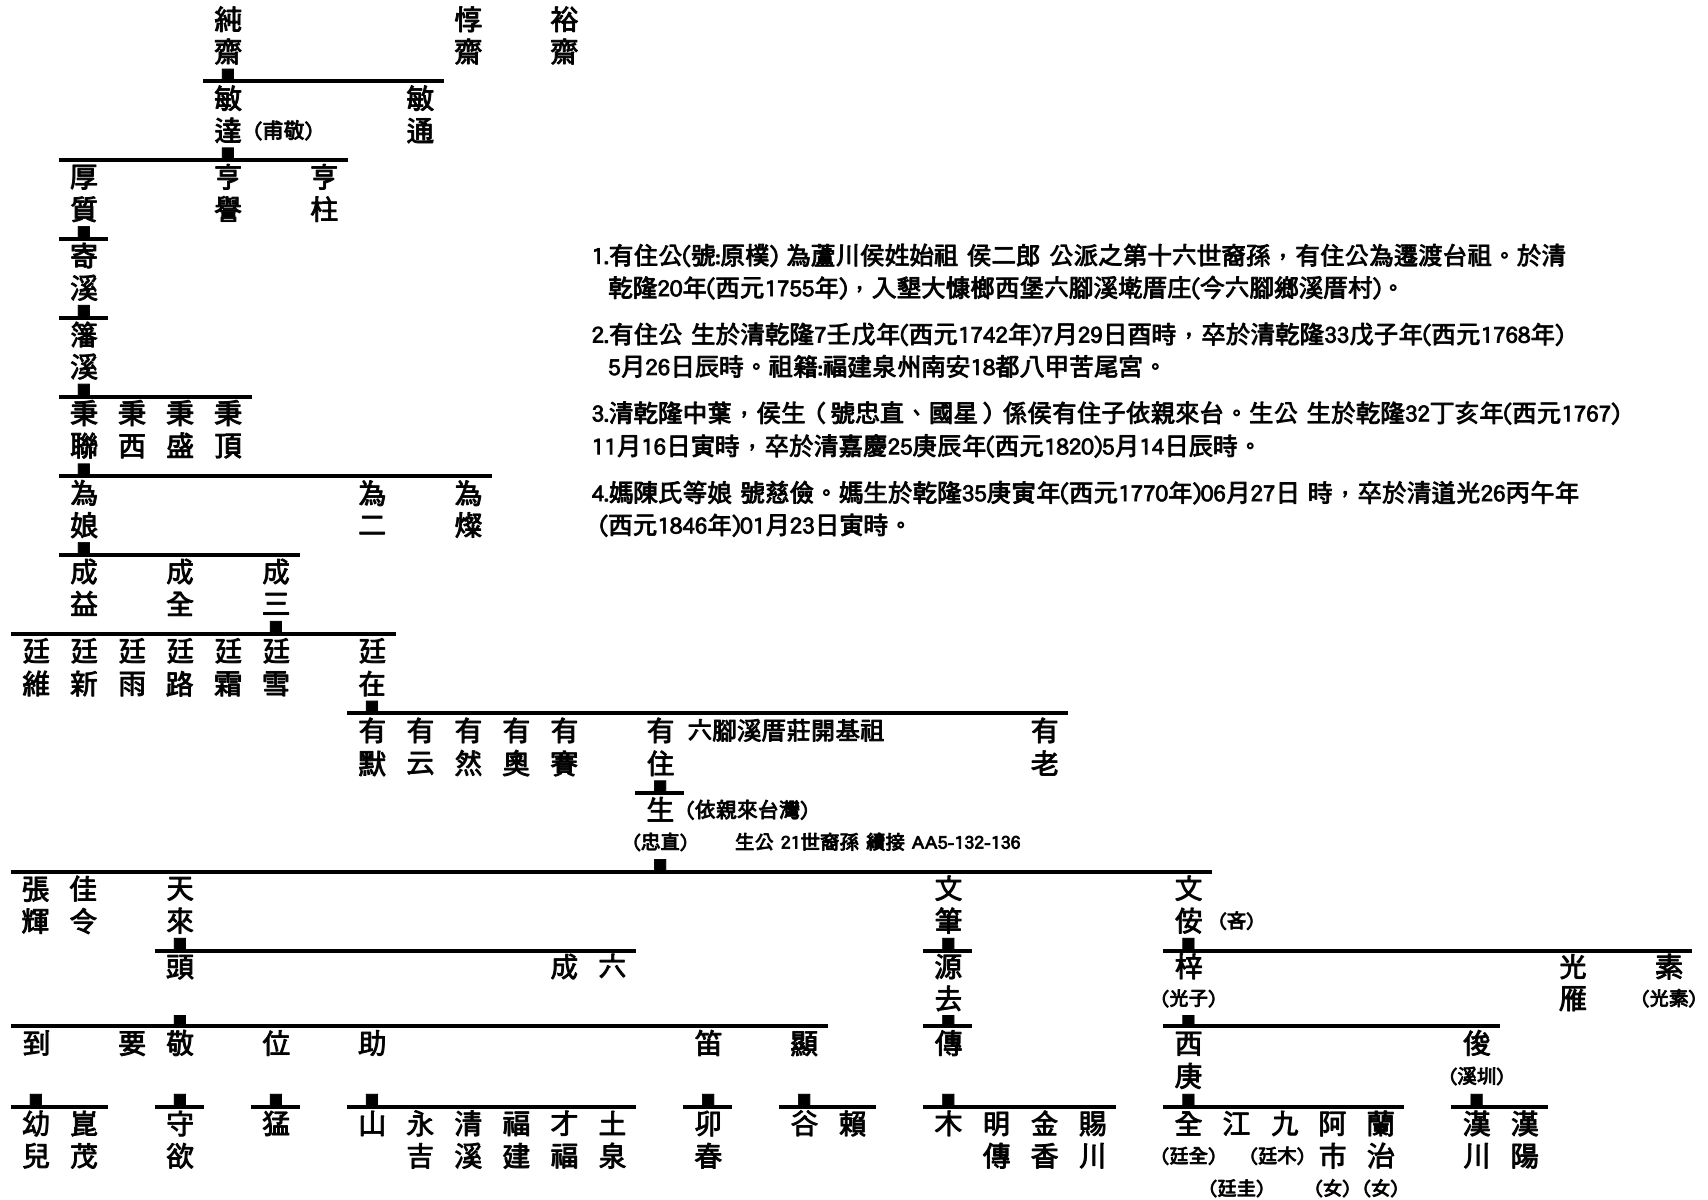 純齋 惇齋 裕齋
敏達 (甫敬) 敏通
厚質 亨譽 亨柱
寄溪
籓溪
秉聯 秉西 秉盛 秉頂
為娘 為二 為燦
成益 成全 成三
廷維 廷新 廷雨 廷路 廷霜 廷雪 廷在
有默 有云 有然 有奧 有賽 有住 六腳溪厝莊開基祖 有老
生 (依親來台灣)
(忠直) 生公 21世裔孫 續接 AA5-132-136
張輝 佳令 天來 文筆 文侒 (吝)
頭 成 六 源去 梓 (光子) 光雁 素 (光素)
到 要 敬 位 助 笛 顯 傳 西庚 俊 (溪圳)
幼兒 崑茂 守欲 猛 山 永吉 清溪 福建 才福 土泉 卯春 谷 賴 木 明傳 金香 賜川 全 (廷全) 江 (廷圭) 九 (廷木) 阿市 (女) 蘭治 (女) 漢川 漢陽
1.有住公(號:原樸) 為蘆川侯姓始祖 侯二郎 公派之第十六世裔孫，有住公為遷渡台祖。於清
乾隆20年(西元1755年)，入墾大慷榔西堡六腳溪墘厝庄(今六腳鄉溪厝村)。
2.有住公 生於清乾隆7壬戊年(西元1742年)7月29日酉時，卒於清乾隆33戊子年(西元1768年)
5月26日辰時。祖籍:福建泉州南安18都八甲苦尾宮。
3.清乾隆中葉，侯生（號忠直、國星）係侯有住子依親來台。生公 生於乾隆32丁亥年(西元1767)
11月16日寅時，卒於清嘉慶25庚辰年(西元1820)5月14日辰時。
4.媽陳氏等娘 號慈儉。媽生於乾隆35庚寅年(西元1770年)06月27日 時，卒於清道光26丙午年
(西元1846年)01月23日寅時。